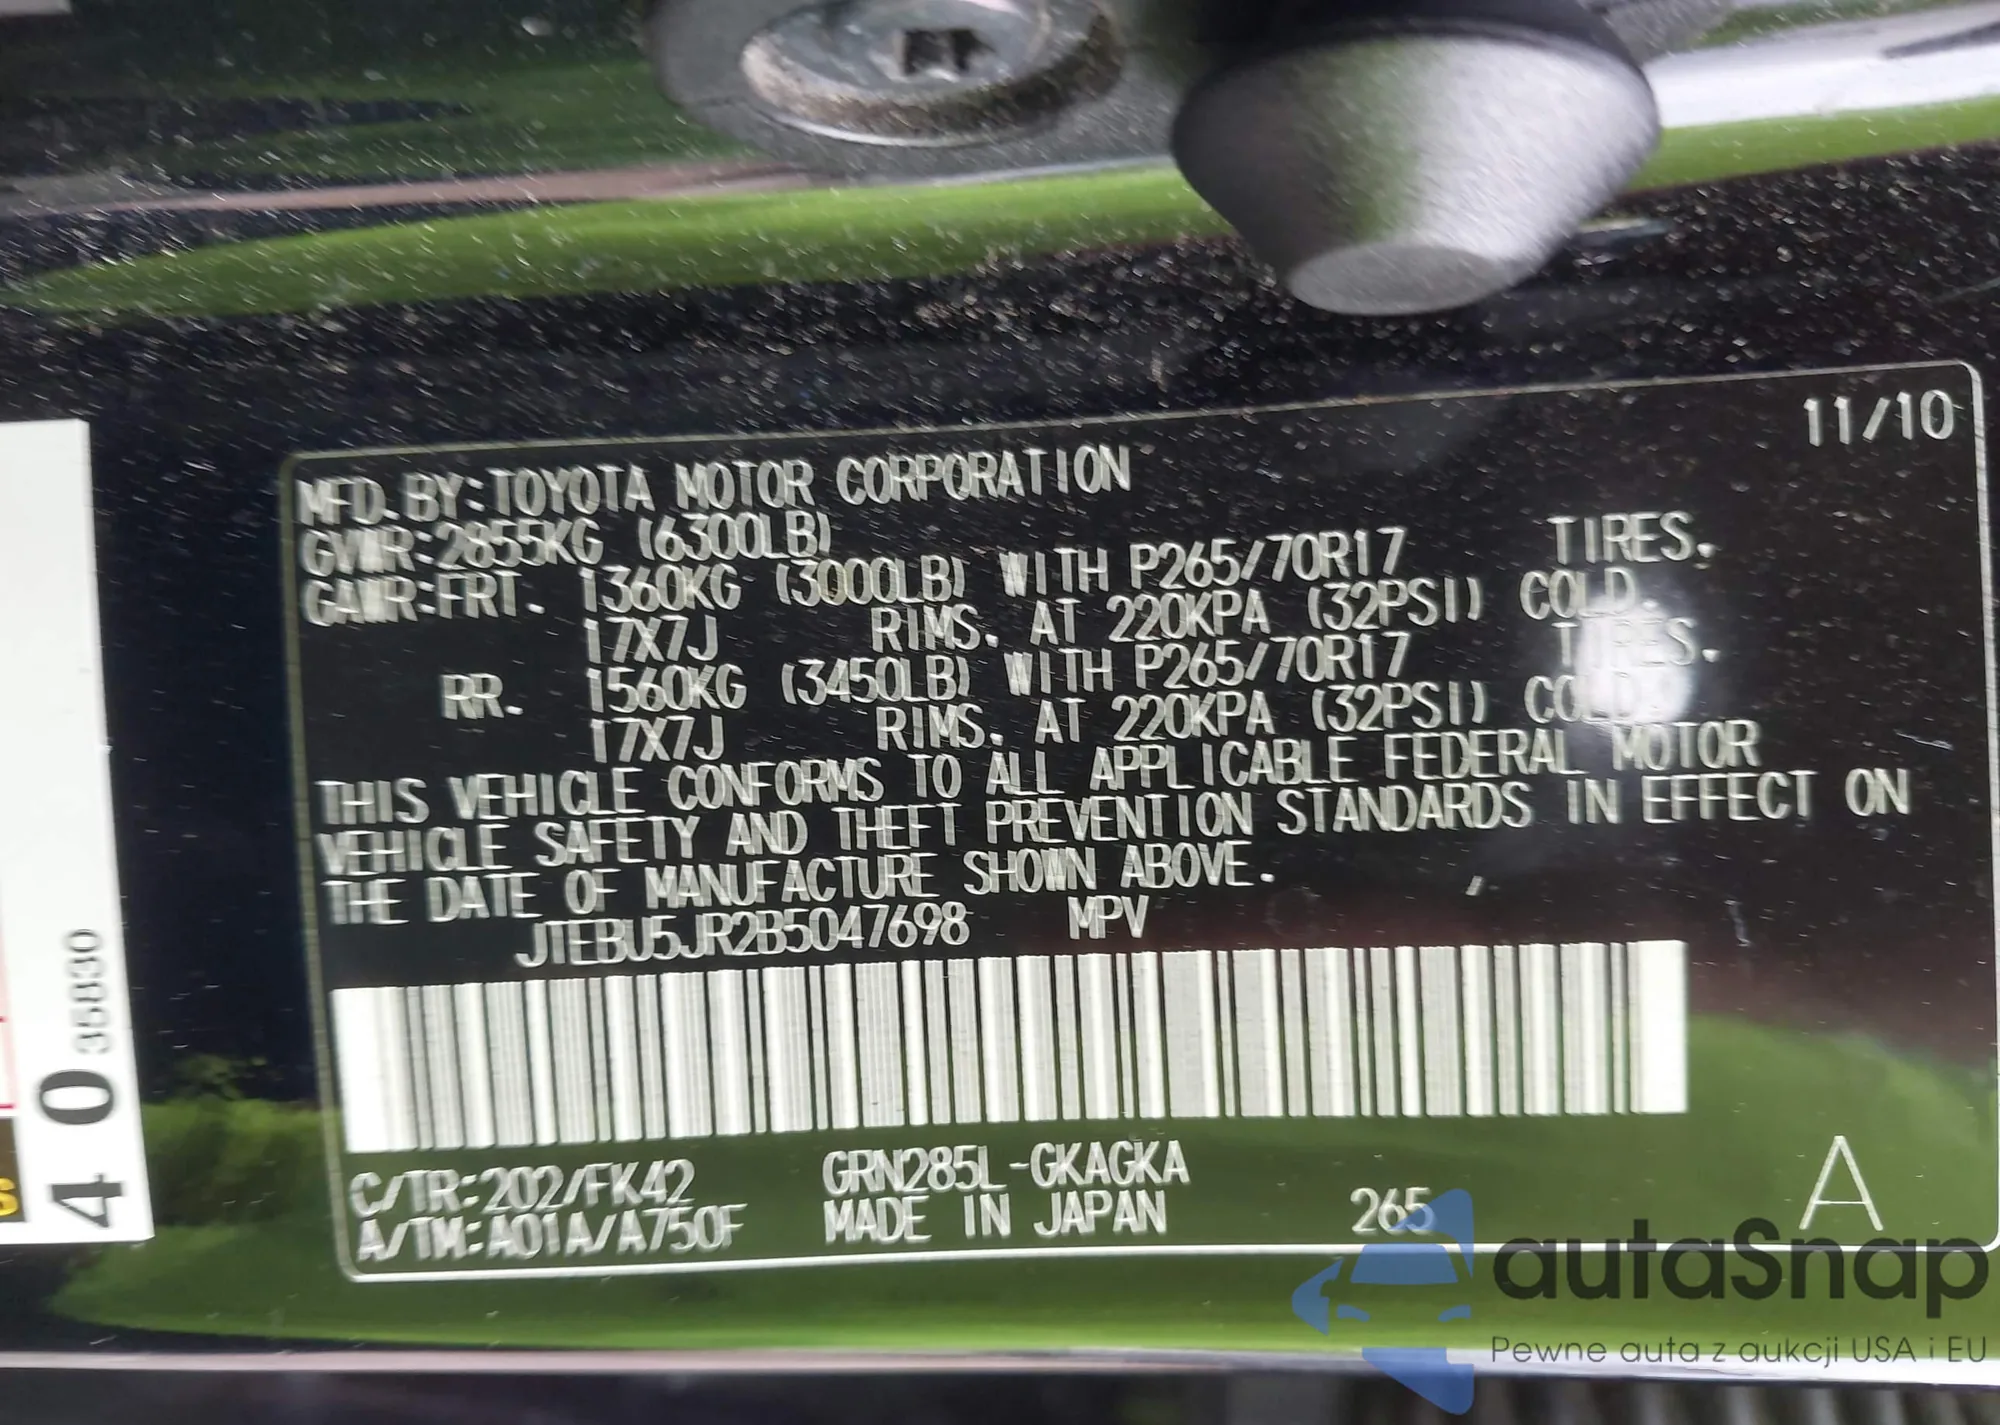 11/10
MFD. BY: TOYOTA MOTOR CORPORATION
GVWR: 2855KG (6300LB)
GAWR: FRT. 1360KG (3000LB) WITH P265/70R17 TIRES.
17X7J RIMS. AT 220KPA (32PSI) COLD.
RR. 1560KG (3450LB) WITH P265/70R17 TIRES.
17X7J RIMS. AT 220KPA (32PSI) COLD.
THIS VEHICLE CONFORMS TO ALL APPLICABLE FEDERAL MOTOR
VEHICLE SAFETY AND THEFT PREVENTION STANDARDS IN EFFECT ON
THE DATE OF MANUFACTURE SHOWN ABOVE.
JTEBU5JR2B5047698 MPV
C/TR: 202/FK42 GRN285L-GKAGKA
A/TM: A01A/A750F MADE IN JAPAN 265 A
40 35830
S
autaSnap
Pewne auta z aukcji USA i EU